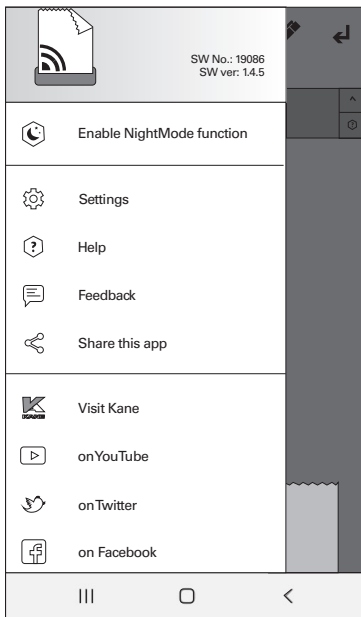 SW No.: 19086
SW ver: 1.4.5
Enable NightMode function
Settings
Help
Feedback
Share this app
KANE
Visit Kane
onYouTube
onTwitter
on Facebook